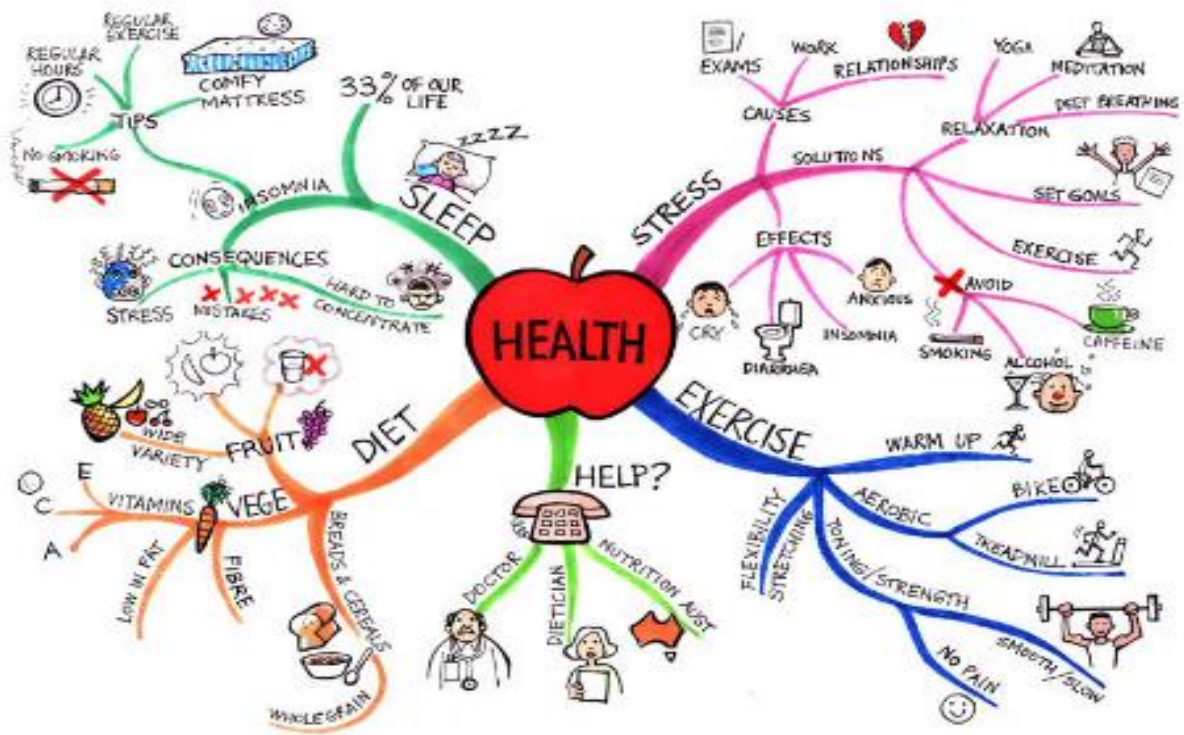 HEALTH
SLEEP
33% OF OUR
LIFE
ZZZZ
INSOMNIA
TIPS
REGULAR
HOURS
REGULAR
EXERCISE
COMFY
MATTRESS
NO SMOKING
CONSEQUENCES
STRESS
MISTAKES
HARD TO
CONCENTRATE
STRESS
CAUSES
EXAMS
WORK
RELATIONSHIPS
EFFECTS
CRY
DIARRHEA
INSOMNIA
ANXIOUS
SOLUTIONS
RELAXATION
YOGA
MEDITATION
DEEP BREATHING
SET GOALS
EXERCISE
AVOID
SMOKING
ALCOHOL
CAFFEINE
EXERCISE
WARM UP
AEROBIC
BIKE
TREADMILL
TONING/STRENGTH
SMOOTH/SLOW
NO PAIN
FLEXIBILITY
STRETCHING
HELP?
DOCTOR
DIETICIAN
NUTRITION AUST
DIET
FRUIT
WIDE
VARIETY
VEGE
VITAMINS
E
C
A
LOW IN FAT
FIBRE
BREADS & CEREALS
WHOLEGRAIN